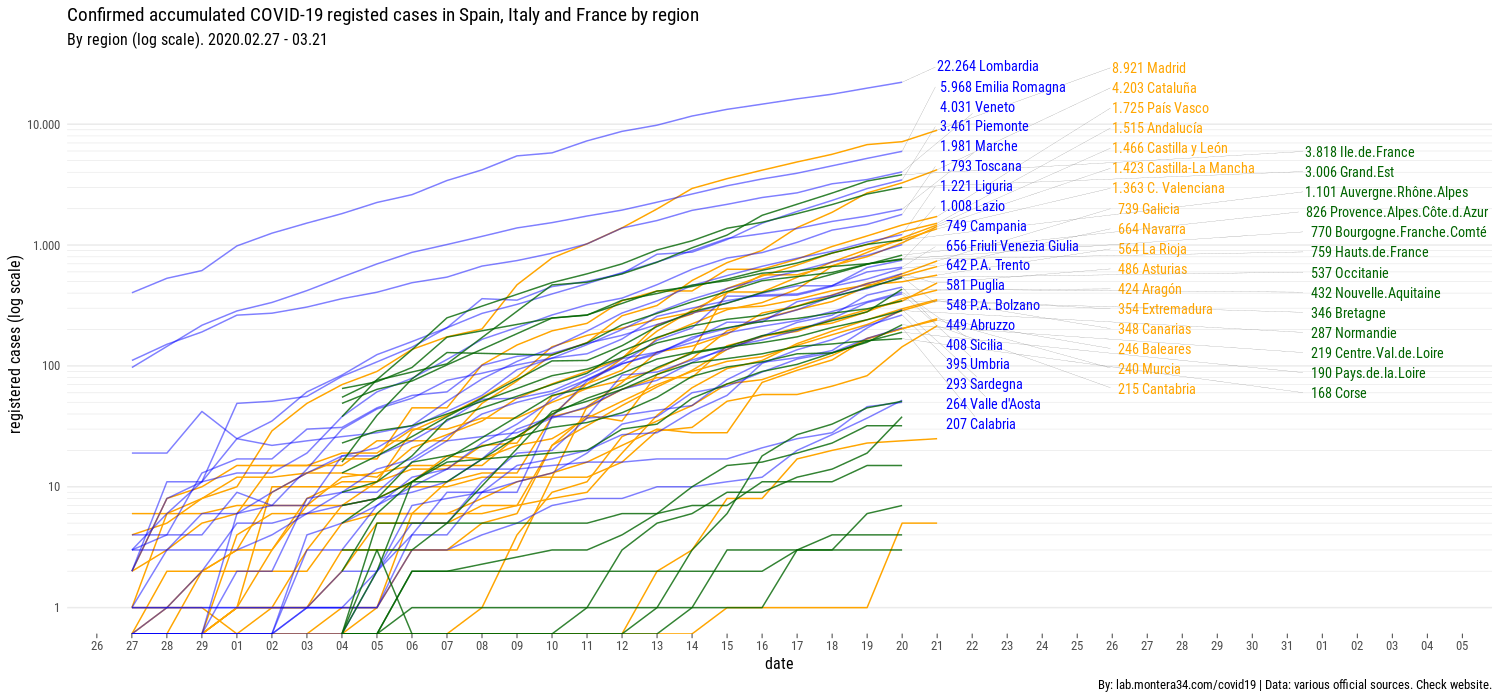 Confirmed accumulated COVID-19 registed cases in Spain, Italy and France by region
By region (log scale). 2020.02.27 - 03.21
registered cases (log scale)
10.000
1.000
100
10
1
22.264 Lombardia
5.968 Emilia Romagna
4.031 Veneto
3.461 Piemonte
1.981 Marche
1.793 Toscana
1.221 Liguria
1.008 Lazio
749 Campania
656 Friuli Venezia Giulia
642 P.A. Trento
581 Puglia
548 P.A. Bolzano
449 Abruzzo
408 Sicilia
395 Umbria
293 Sardegna
264 Valle d'Aosta
207 Calabria
8.921 Madrid
4.203 Cataluña
1.725 País Vasco
1.515 Andalucía
1.466 Castilla y León
1.423 Castilla-La Mancha
1.363 C. Valenciana
739 Galicia
664 Navarra
564 La Rioja
486 Asturias
424 Aragón
354 Extremadura
348 Canarias
246 Baleares
240 Murcia
215 Cantabria
3.818 Ile.de.France
3.006 Grand.Est
1.101 Auvergne.Rhône.Alpes
826 Provence.Alpes.Côte.d.Azur
770 Bourgogne.Franche.Comté
759 Hauts.de.France
537 Occitanie
432 Nouvelle.Aquitaine
346 Bretagne
287 Normandie
219 Centre.Val.de.Loire
190 Pays.de.la.Loire
168 Corse
26 27 28 29 01 02 03 04 05 06 07 08 09 10 11 12 13 14 15 16 17 18 19 20 21 22 23 24 25 26 27 28 29 30 31 01 02 03 04 05
date
By: lab.montera34.com/covid19 | Data: various official sources. Check website.